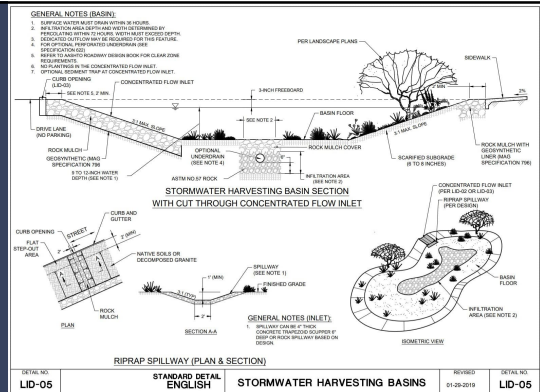 GENERAL NOTES (BASIN):
1. SURFACE WATER MUST DRAIN WITHIN 36 HOURS.
2. INFILTRATION AREA DEPTH AND WIDTH DETERMINED BY
PERCOLATING WITHIN 72 HOURS. WIDTH MUST EXCEED DEPTH.
3. DEDICATED OUTFLOW MAY BE REQUIRED FOR THIS FEATURE.
4. FOR OPTIONAL PERFORATED UNDERDRAIN (SEE
SPECIFICATION 622)
5. REFER TO AASHTO ROADWAY DESIGN BOOK FOR CLEAR ZONE
REQUIREMENTS.
6. NO PLANTINGS IN THE CONCENTRATED FLOW INLET.
7. OPTIONAL SEDIMENT TRAP AT CONCENTRATED FLOW INLET.
CURB OPENING
(LID-03)
CONCENTRATED FLOW INLET
SEE NOTE 5, 2' MIN.
PER LANDSCAPE PLANS
SIDEWALK
2' MIN
2%
3-INCH FREEBOARD
SEE NOTE 2
BASIN FLOOR
3:1 MAX. SLOPE
3:1 MAX. SLOPE
DRIVE LANE
(NO PARKING)
ROCK MULCH
GEOSYNTHETIC (MAG
SPECIFICATION 796
9 TO 12-INCH WATER
DEPTH (SEE NOTE 1)
OPTIONAL
UNDERDRAIN
(SEE NOTE 4)
6"
ROCK MULCH COVER
ASTM NO.57 ROCK
INFILTRATION AREA
(SEE NOTE 2)
SCARIFIED SUBGRADE
(6 TO 8 INCHES)
ROCK MULCH WITH
GEOSYNTHETIC
LINER (MAG
SPECIFICATION 796)
STORMWATER HARVESTING BASIN SECTION
WITH CUT THROUGH CONCENTRATED FLOW INLET
CURB OPENING
STREET
CURB AND
GUTTER
2' (MIN)
2'
FLAT
STEP-OUT
AREA
A
A
NATIVE SOILS OR
DECOMPOSED GRANITE
ROCK
MULCH
PLAN
1" (MIN)
SPILLWAY
(SEE NOTE 1)
FINISHED GRADE
3:1 (TYP)
2'
SECTION A-A
GENERAL NOTES (INLET):
1. SPILLWAY CAN BE 4" THICK
CONCRETE TRAPEZOID SCUPPER 6"
DEEP OR ROCK SPILLWAY BASED ON
DESIGN.
CONCENTRATED FLOW INLET
(PER LID-02 OR LID-03)
RIPRAP SPILLWAY
(PER DESIGN)
BASIN
FLOOR
INFILTRATION
AREA (SEE NOTE 2)
ISOMETRIC VIEW
RIPRAP SPILLWAY (PLAN & SECTION)
DETAIL NO.
LID-05
STANDARD DETAIL
ENGLISH
STORMWATER HARVESTING BASINS
REVISED
01-29-2019
DETAIL NO.
LID-05